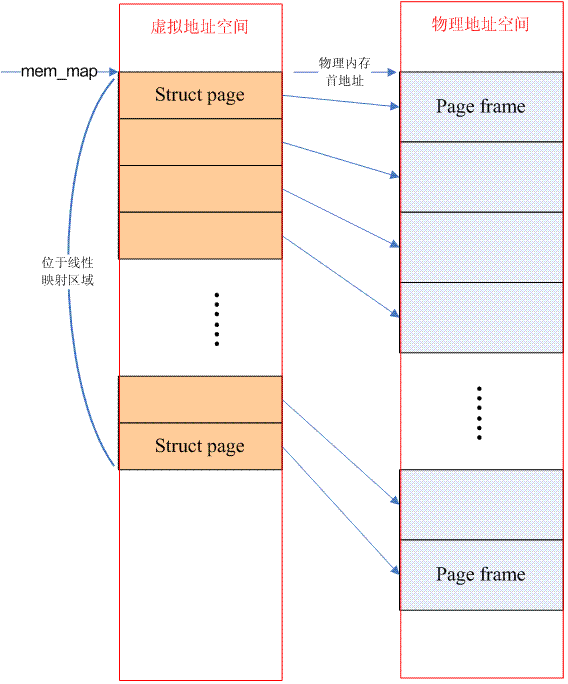 虚拟地址空间
物理地址空间
mem_map
物理内存
首地址
Struct page
Page frame
位于线性
映射区域
Struct page
Page frame